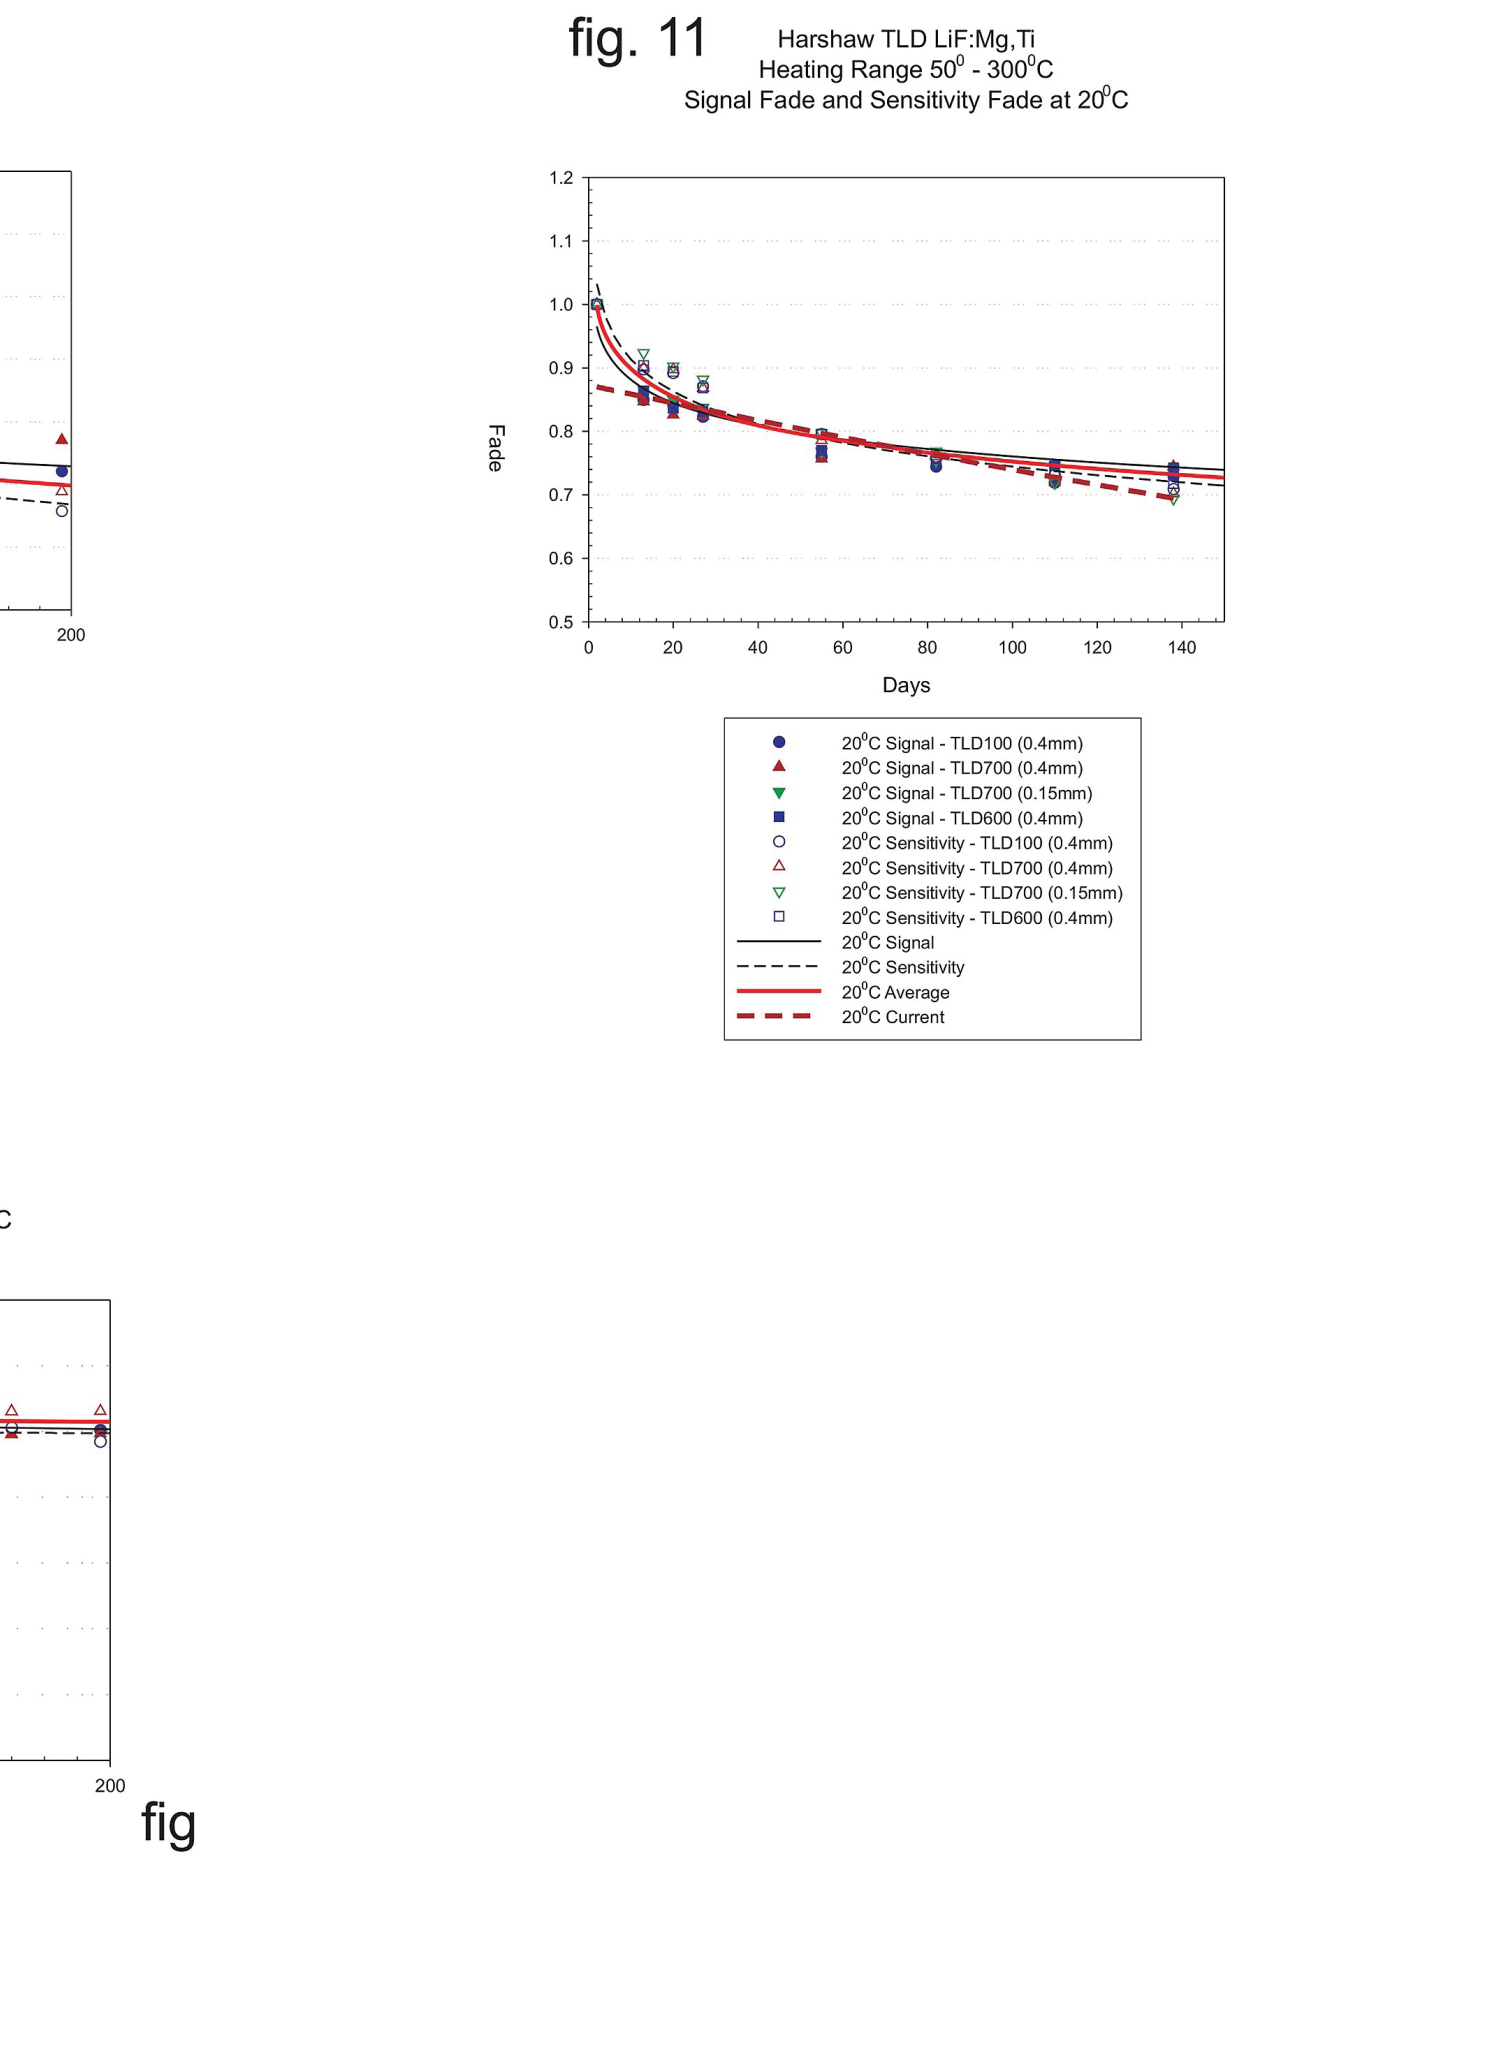 fig. 11
Harshaw TLD LiF:Mg,Ti
Heating Range 50⁰ - 300⁰C
Signal Fade and Sensitivity Fade at 20⁰C
1.2
1.1
1.0
0.9
0.8
0.7
0.6
0.5
Fade
0 20 40 60 80 100 120 140
Days
200
20⁰C Signal - TLD100 (0.4mm)
20⁰C Signal - TLD700 (0.4mm)
20⁰C Signal - TLD700 (0.15mm)
20⁰C Signal - TLD600 (0.4mm)
20⁰C Sensitivity - TLD100 (0.4mm)
20⁰C Sensitivity - TLD700 (0.4mm)
20⁰C Sensitivity - TLD700 (0.15mm)
20⁰C Sensitivity - TLD600 (0.4mm)
20⁰C Signal
20⁰C Sensitivity
20⁰C Average
20⁰C Current
C
200
fig